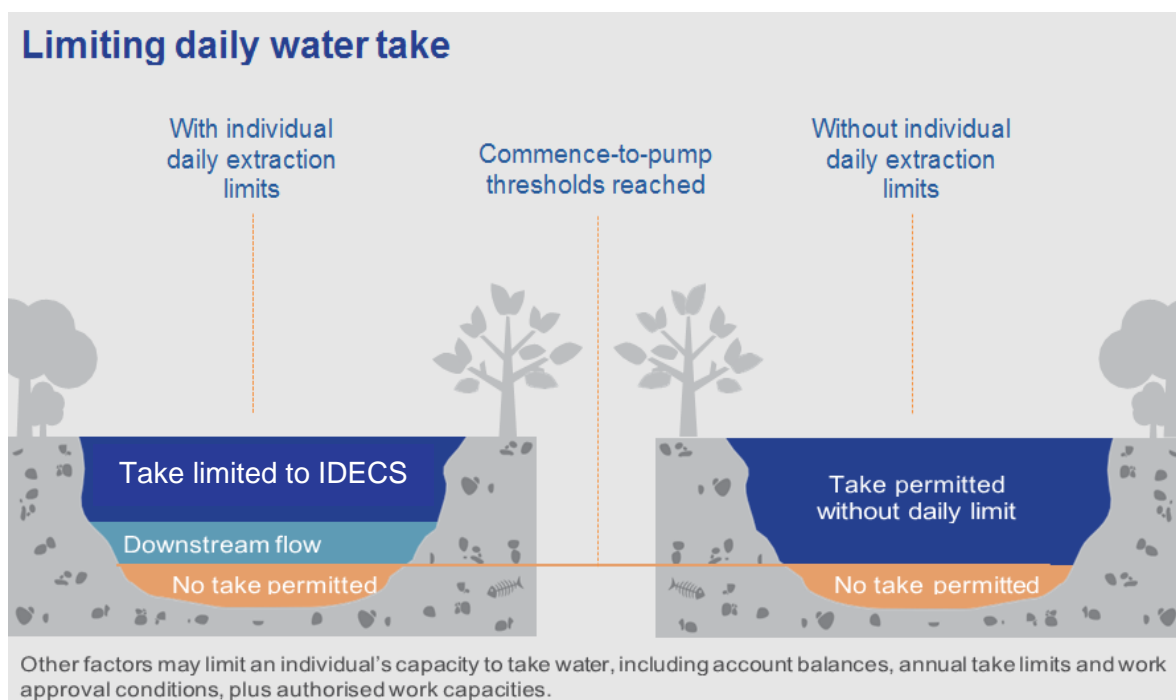 Limiting daily water take
With individual
daily extraction
limits
Commence-to-pump
thresholds reached
Without individual
daily extraction
limits
Take limited to IDECS
Downstream flow
No take permitted
Take permitted
without daily limit
No take permitted
Other factors may limit an individual's capacity to take water, including account balances, annual take limits and work
approval conditions, plus authorised work capacities.